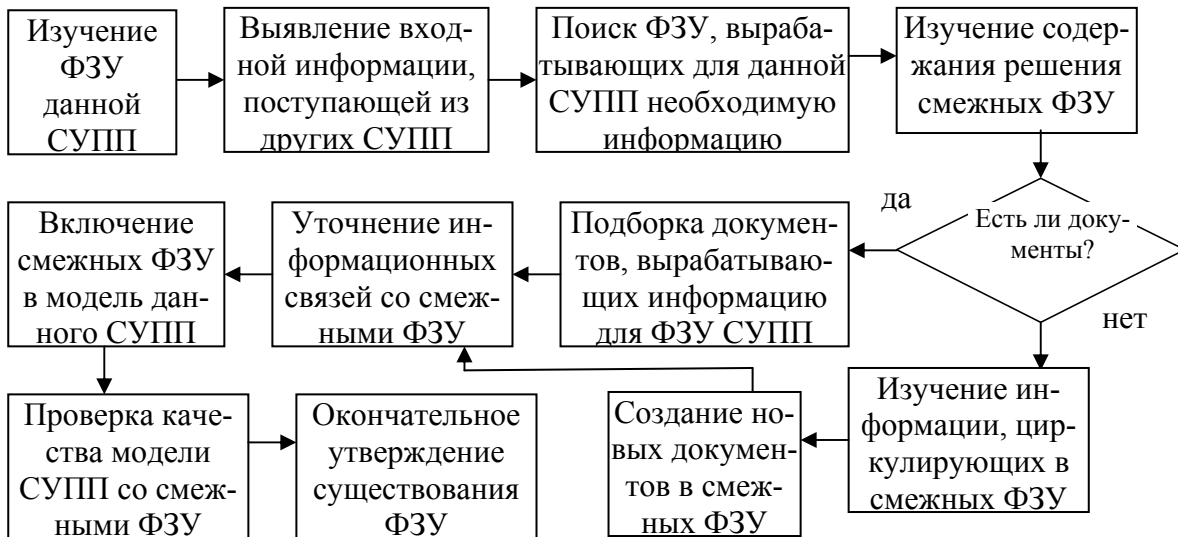 Изучение
ФЗУ
данной
СУПП
Выявление вход-
ной информации,
поступающей из
других СУПП
Поиск ФЗУ, выраба-
тывающих для данной
СУПП необходимую
информацию
Изучение содер-
жания решения
смежных ФЗУ
Есть ли доку-
менты?
да
нет
Подборка докумен-
тов, вырабатываю-
щих информацию
для ФЗУ СУПП
Уточнение ин-
формационных
связей со смеж-
ными ФЗУ
Включение
смежных ФЗУ
в модель дан-
ного СУПП
Изучение ин-
формации, цир-
кулирующих в
смежных ФЗУ
Создание но-
вых докумен-
тов в смеж-
ных ФЗУ
Проверка каче-
ства модели
СУПП со смеж-
ными ФЗУ
Окончательное
утверждение
существования
ФЗУ